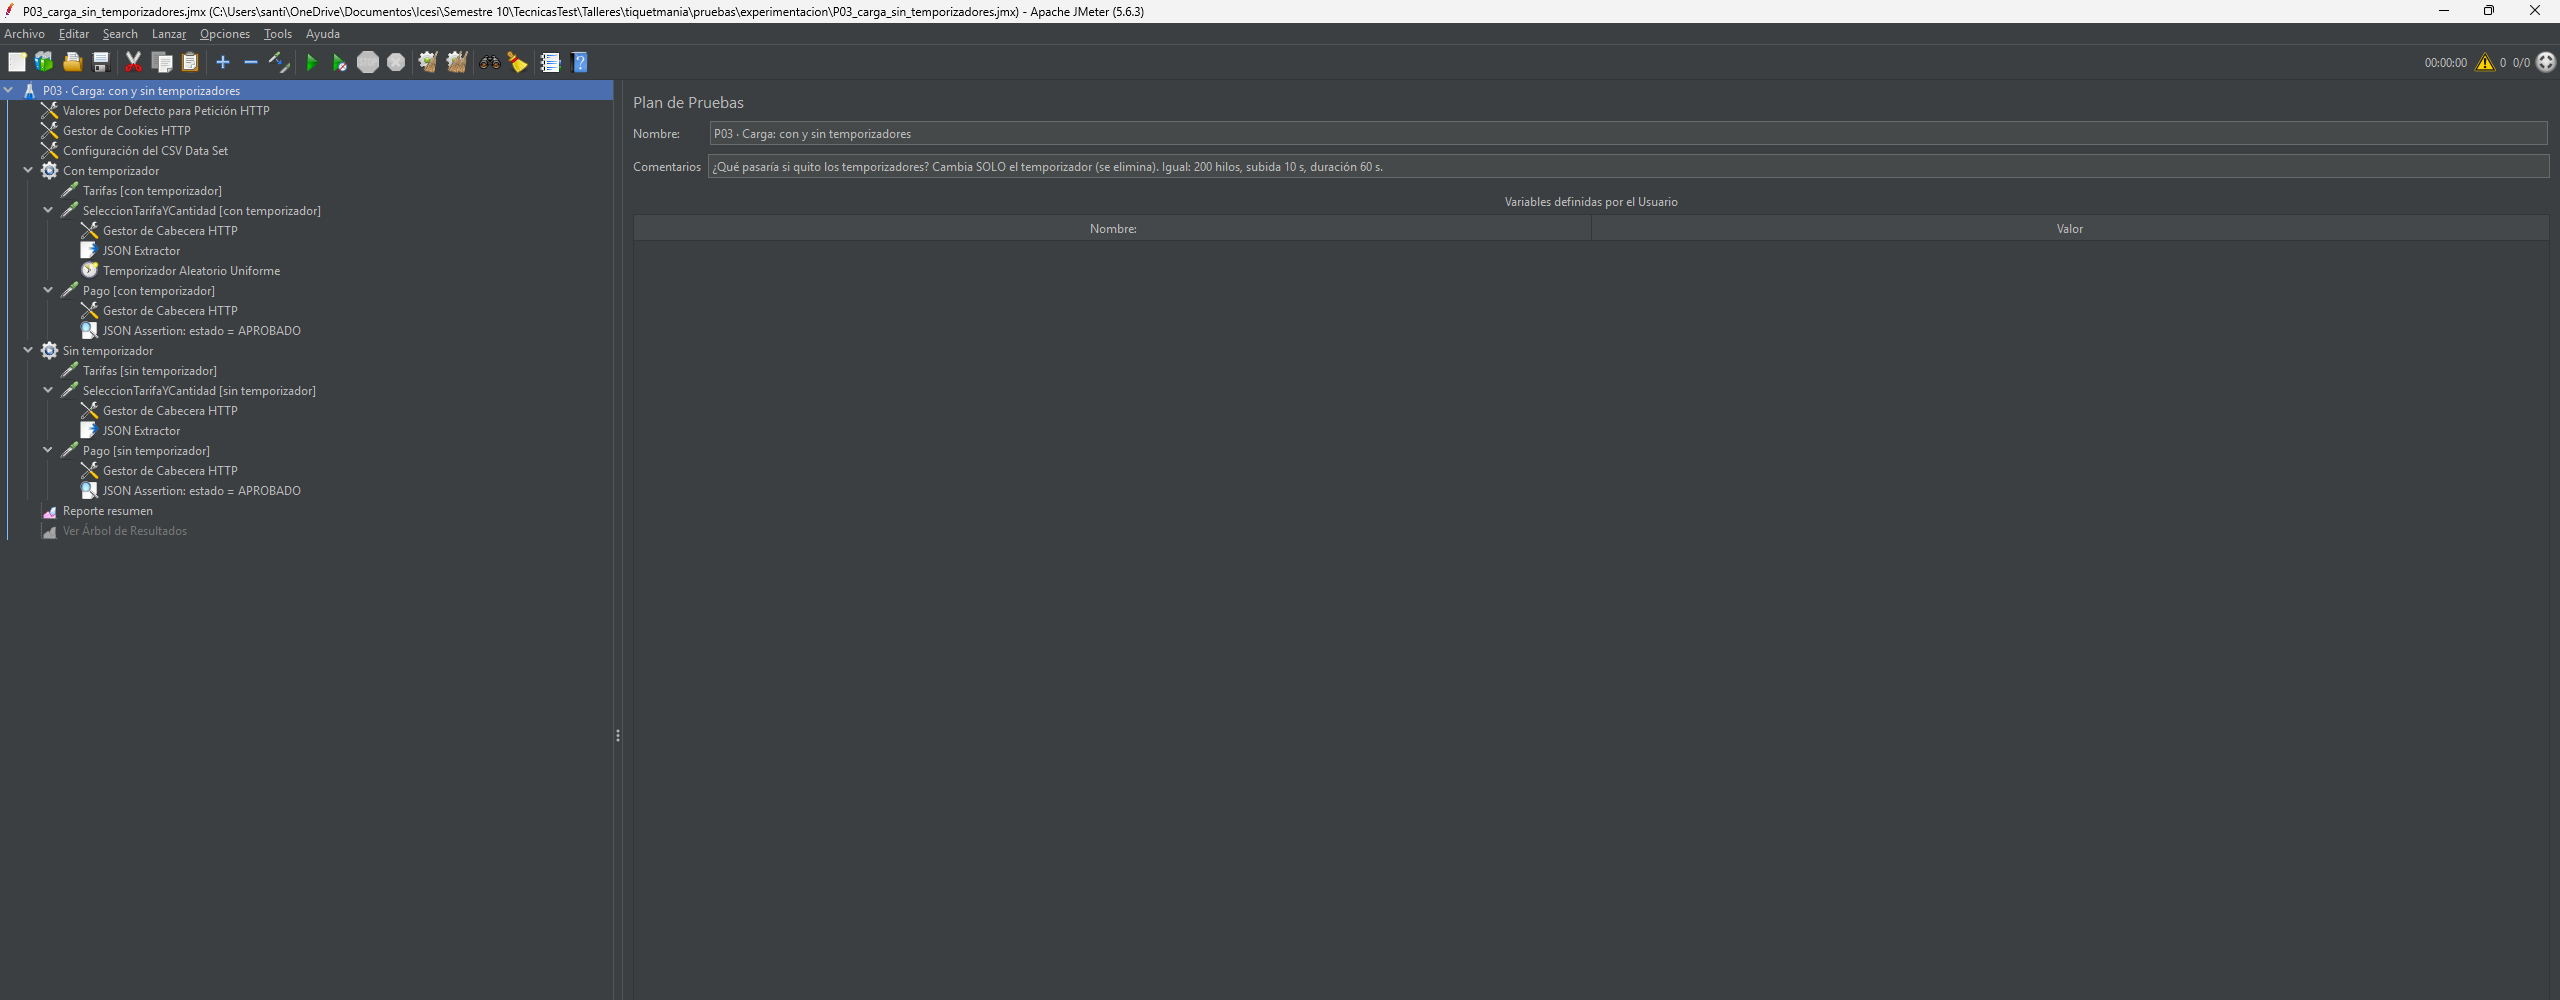 P03_carga_sin_temporizadores.jmx (C:\Users\santi\OneDrive\Documentos\Icesi\Semestre 10\TecnicasTest\Talleres\tiquetmania\pruebas\experimentacion\P03_carga_sin_temporizadores.jmx) - Apache JMeter (5.6.3)
Archivo Editar Search Lanzar Opciones Tools Ayuda
STOP 00:00:00 0 0/0
P03 · Carga: con y sin temporizadores
Valores por Defecto para Petición HTTP
Gestor de Cookies HTTP
Configuración del CSV Data Set
Con temporizador
Tarifas [con temporizador]
SeleccionTarifaYCantidad [con temporizador]
Gestor de Cabecera HTTP
JSON Extractor
Temporizador Aleatorio Uniforme
Pago [con temporizador]
Gestor de Cabecera HTTP
JSON Assertion: estado = APROBADO
Sin temporizador
Tarifas [sin temporizador]
SeleccionTarifaYCantidad [sin temporizador]
Gestor de Cabecera HTTP
JSON Extractor
Pago [sin temporizador]
Gestor de Cabecera HTTP
JSON Assertion: estado = APROBADO
Reporte resumen
Ver Árbol de Resultados
Plan de Pruebas
Nombre: P03 · Carga: con y sin temporizadores
Comentarios ¿Qué pasaría si quito los temporizadores? Cambia SOLO el temporizador (se elimina). Igual: 200 hilos, subida 10 s, duración 60 s.
Variables definidas por el Usuario
Nombre: Valor